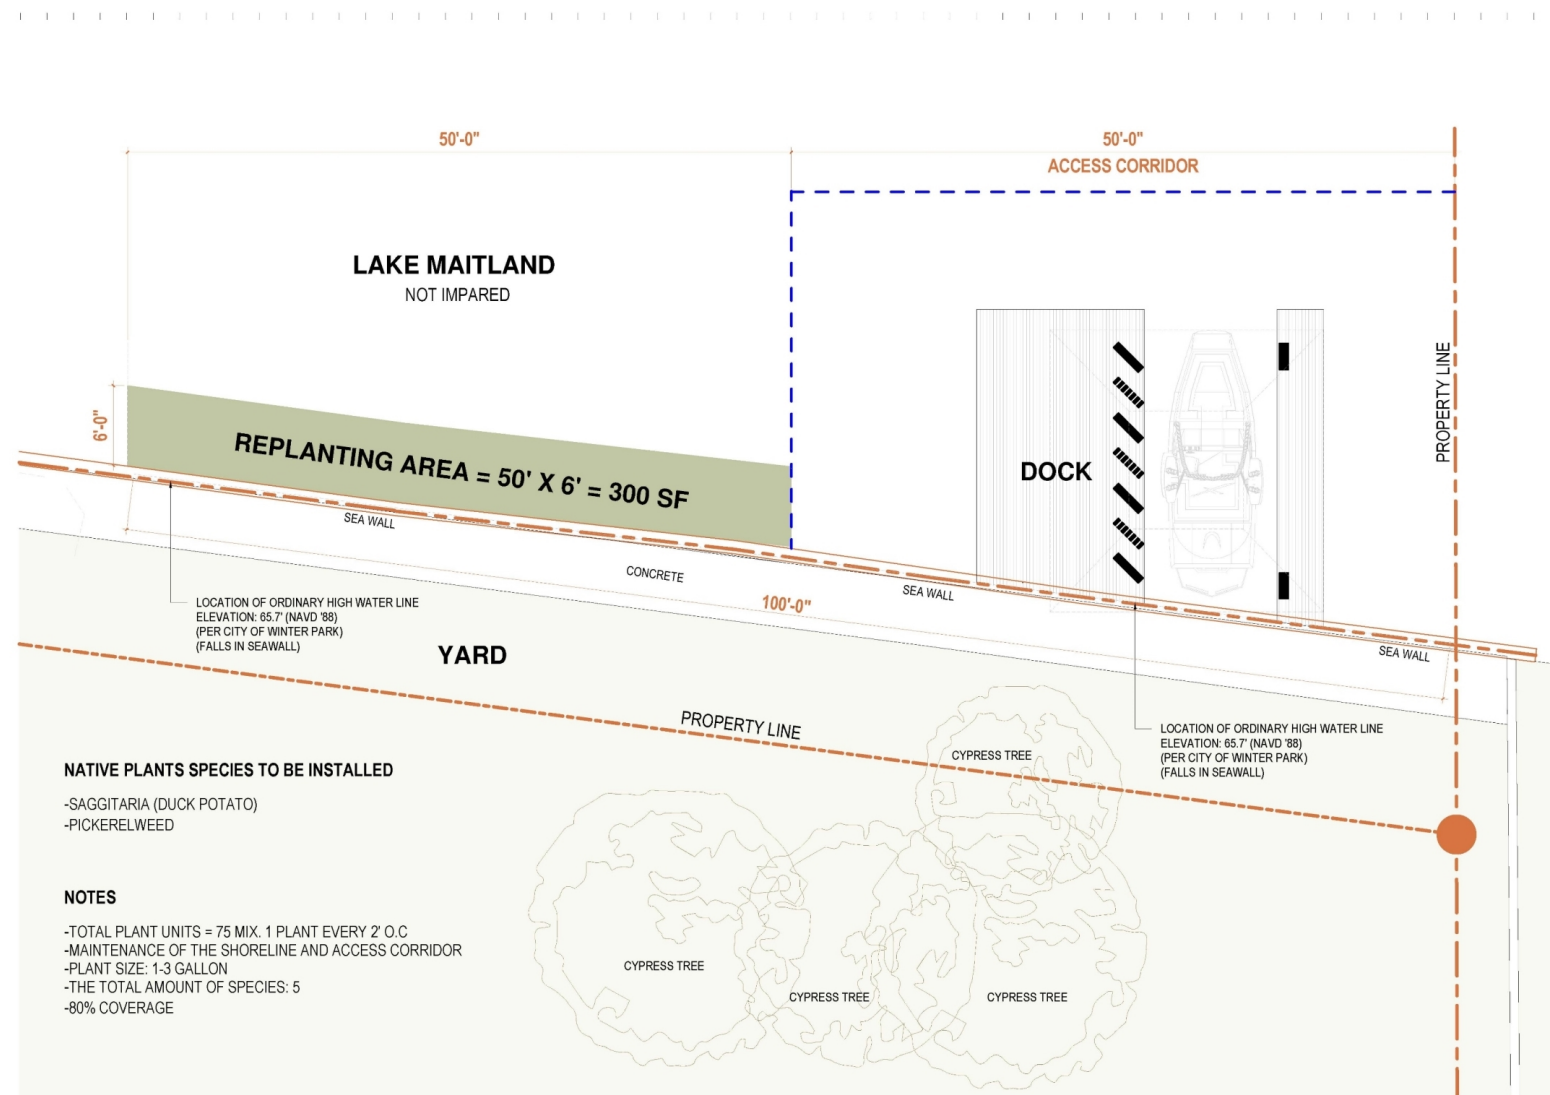 50'-0"
50'-0"
ACCESS CORRIDOR
LAKE MAITLAND
NOT IMPARED
PROPERTY LINE
6'-0"
REPLANTING AREA = 50' X 6' = 300 SF
DOCK
SEA WALL
CONCRETE
SEA WALL
100'-0"
SEA WALL
LOCATION OF ORDINARY HIGH WATER LINE
ELEVATION: 65.7' (NAVD '88)
(PER CITY OF WINTER PARK)
(FALLS IN SEAWALL)
YARD
PROPERTY LINE
LOCATION OF ORDINARY HIGH WATER LINE
ELEVATION: 65.7' (NAVD '88)
(PER CITY OF WINTER PARK)
(FALLS IN SEAWALL)
CYPRESS TREE
NATIVE PLANTS SPECIES TO BE INSTALLED
-SAGGITARIA (DUCK POTATO)
-PICKERELWEED
NOTES
-TOTAL PLANT UNITS = 75 MIX. 1 PLANT EVERY 2' O.C
-MAINTENANCE OF THE SHORELINE AND ACCESS CORRIDOR
-PLANT SIZE: 1-3 GALLON
-THE TOTAL AMOUNT OF SPECIES: 5
-80% COVERAGE
CYPRESS TREE
CYPRESS TREE
CYPRESS TREE